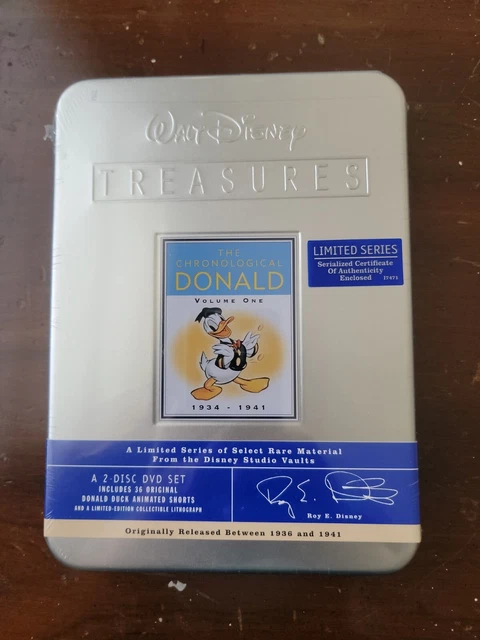 WALT DISNEY
TREASURES
THE
CHRONOLOGICAL
DONALD
VOLUME ONE
1934 - 1941
LIMITED SERIES
Serialized Certificate
Of Authenticity
Enclosed
A Limited Series of Select Rare Material
From the Disney Studio Vaults
A 2-DISC DVD SET
INCLUDES 36 ORIGINAL
DONALD DUCK ANIMATED SHORTS
AND A LIMITED-EDITION COLLECTIBLE LITHOGRAPH
Roy E. Disney
Roy E. Disney
Originally Released Between 1936 and 1941